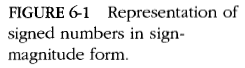 FIGURE 6-1 Representation of
signed numbers in sign-
magnitude form.